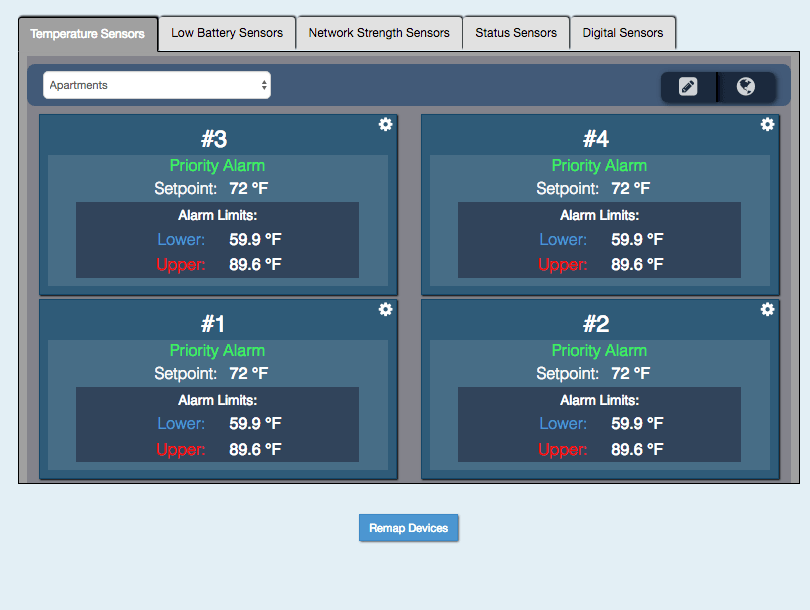 Temperature Sensors
Low Battery Sensors
Network Strength Sensors
Status Sensors
Digital Sensors
Apartments
#3
Priority Alarm
Setpoint: 72 °F
Alarm Limits:
Lower: 59.9 °F
Upper: 89.6 °F
#4
Priority Alarm
Setpoint: 72 °F
Alarm Limits:
Lower: 59.9 °F
Upper: 89.6 °F
#1
Priority Alarm
Setpoint: 72 °F
Alarm Limits:
Lower: 59.9 °F
Upper: 89.6 °F
#2
Priority Alarm
Setpoint: 72 °F
Alarm Limits:
Lower: 59.9 °F
Upper: 89.6 °F
Remap Devices